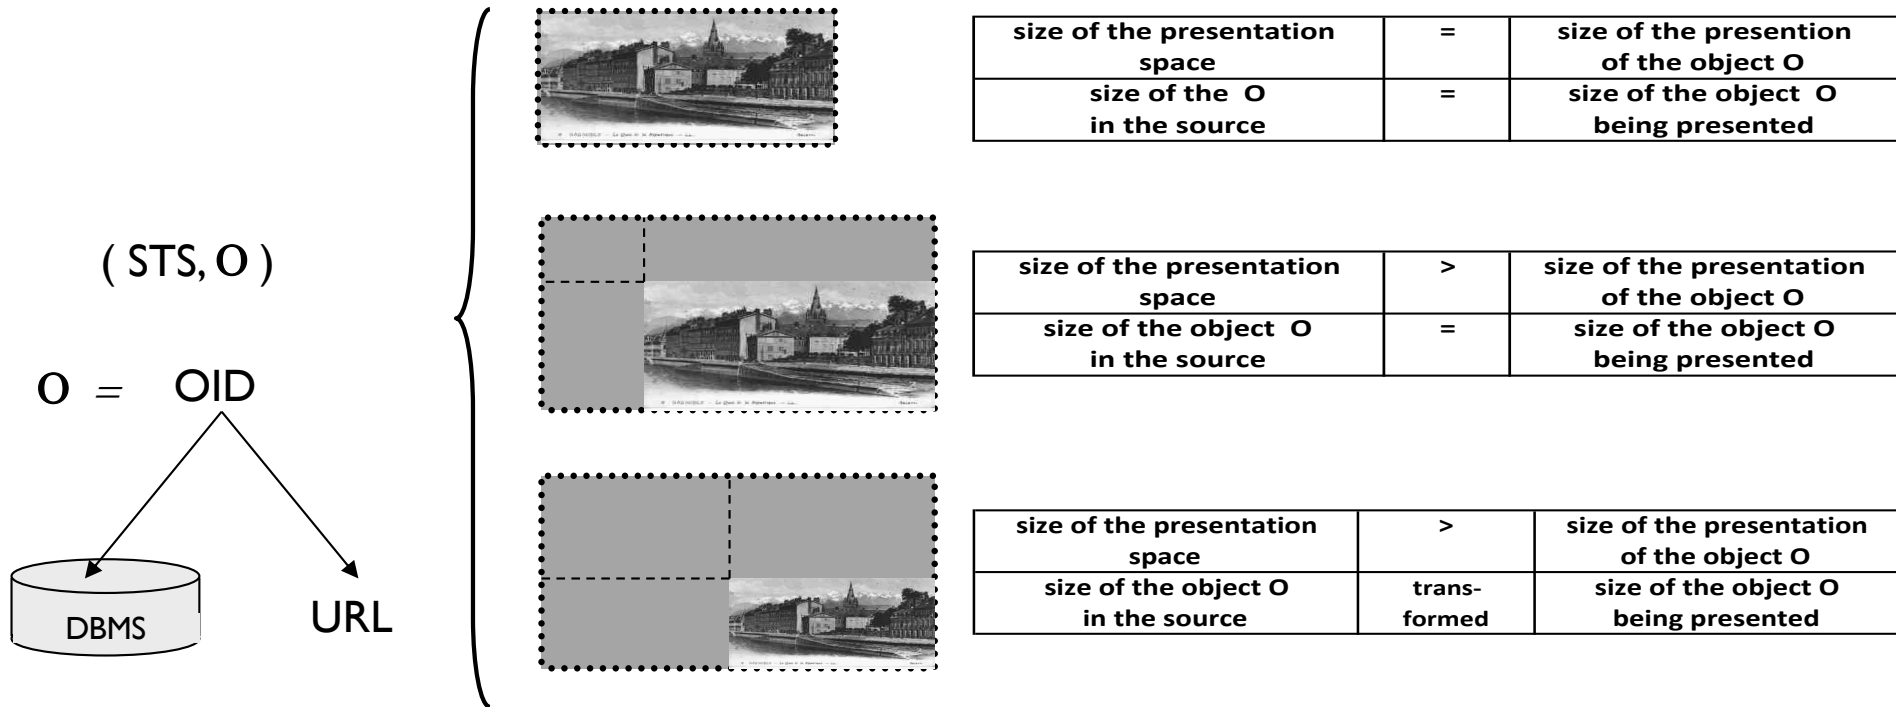 ( STS, O )
O = OID
DBMS
URL
size of the presentation = size of the presention
space of the object O
size of the O = size of the object O
in the source being presented
size of the presentation > size of the presentation
space of the object O
size of the object O = size of the object O
in the source being presented
size of the presentation > size of the presentation
space of the object O
size of the object O trans- size of the object O
in the source formed being presented